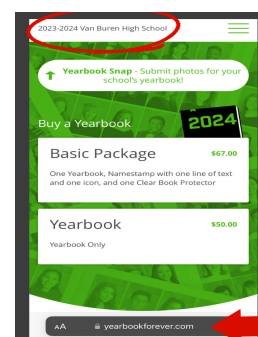 2023-2024 Van Buren High School
Yearbook Snap - Submit photos for your
school's yearbook!
Buy a Yearbook
2024
Basic Package $67.00
One Yearbook, Namestamp with one line of text
and one icon, and one Clear Book Protector
Yearbook $50.00
Yearbook Only
AA yearbookforever.com